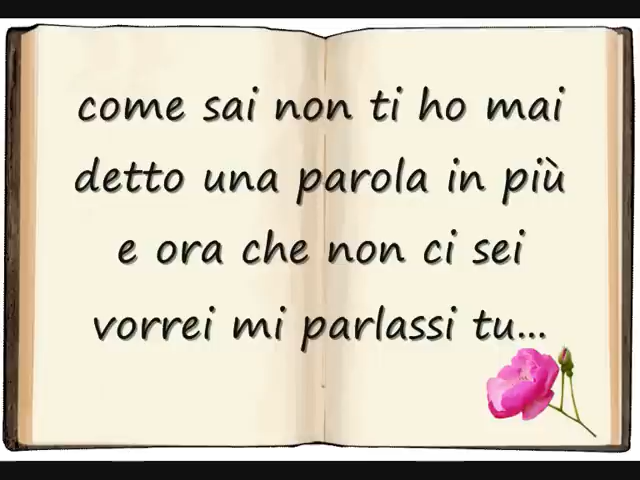 come sai non ti ho mai
detto una parola in più
e ora che non ci sei
vorrei mi parlassi tu...